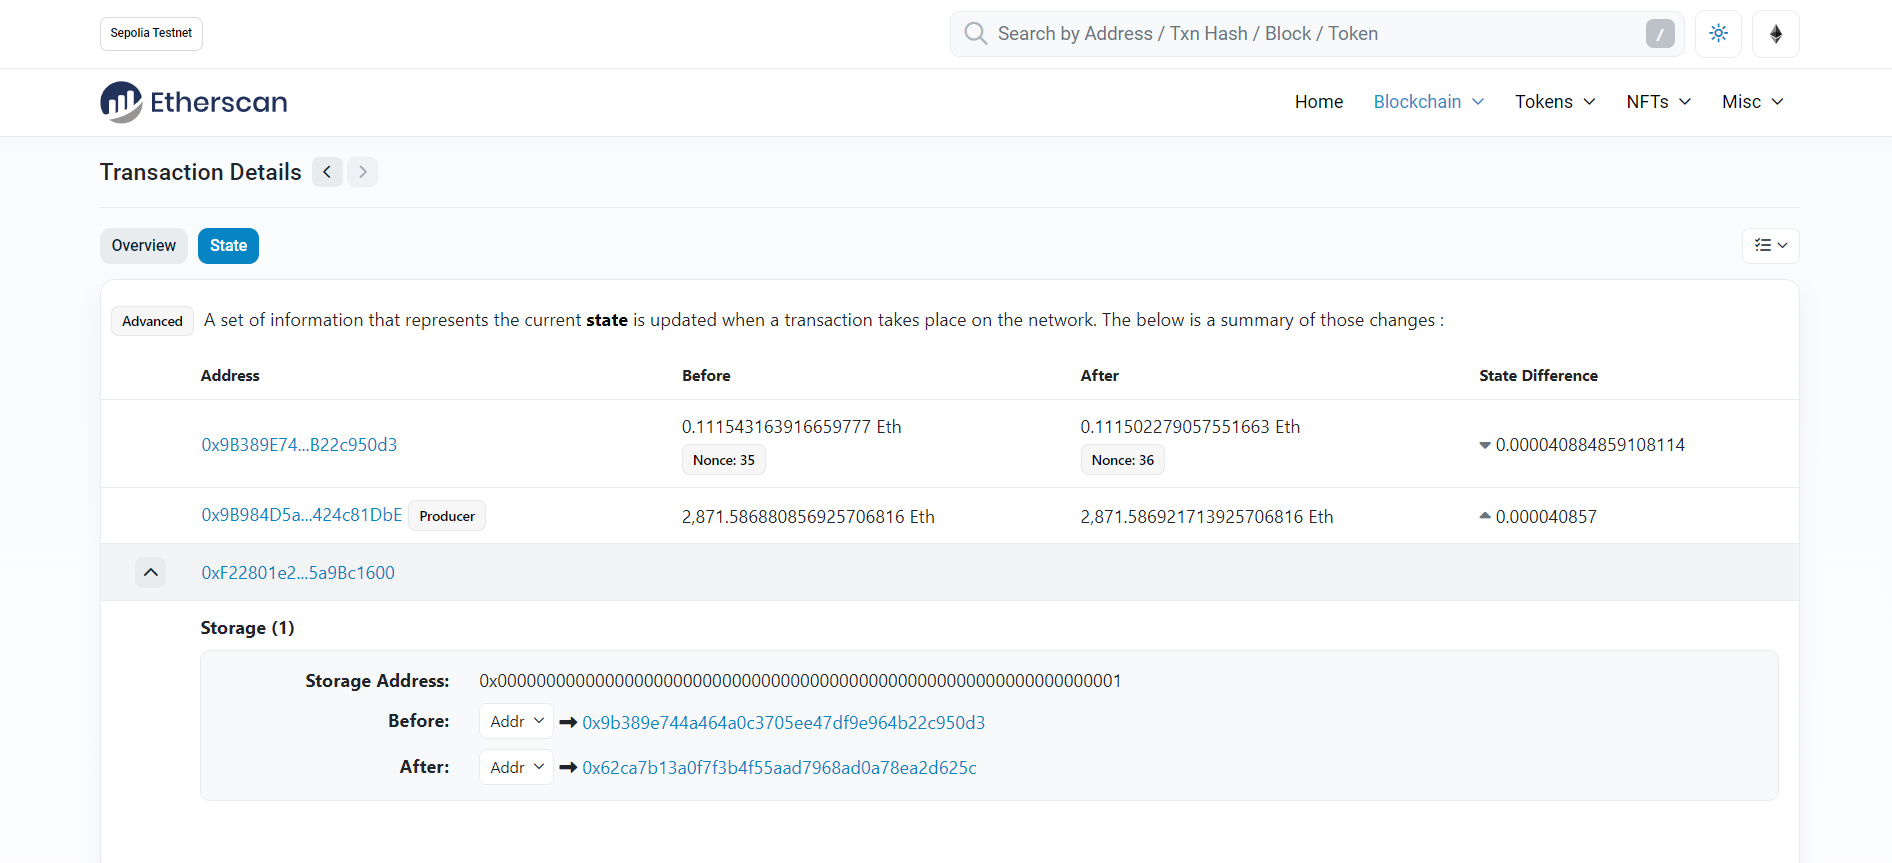 Sepolia Testnet
Search by Address / Txn Hash / Block / Token
/
Etherscan
Home Blockchain Tokens NFTs Misc
Transaction Details
Overview State
Advanced A set of information that represents the current state is updated when a transaction takes place on the network. The below is a summary of those changes :
Address Before After State Difference
0x9B389E74...B22c950d3 0.111543163916659777 Eth Nonce: 35 0.111502279057551663 Eth Nonce: 36 0.000040884859108114
0x9B984D5a...424c81DbE Producer 2,871.586880856925706816 Eth 2,871.586921713925706816 Eth 0.000040857
0xF22801e2...5a9Bc1600
Storage (1)
Storage Address: 0x0000000000000000000000000000000000000000000000000000000000000001
Before: Addr 0x9b389e744a464a0c3705ee47df9e964b22c950d3
After: Addr 0x62ca7b13a0f7f3b4f55aad7968ad0a78ea2d625c